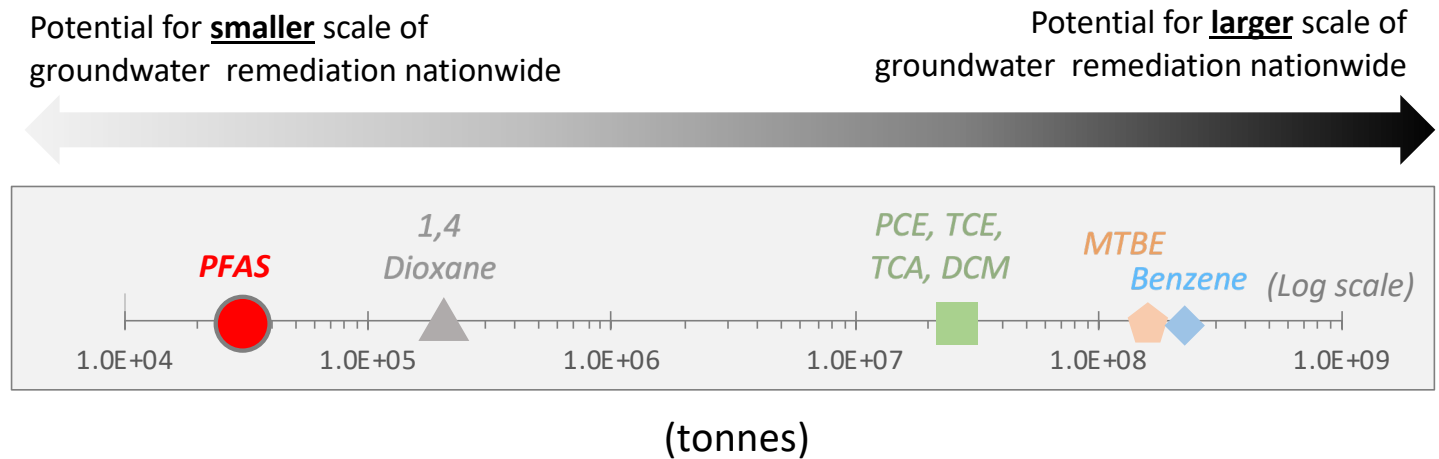 Potential for smaller scale of
groundwater remediation nationwide
Potential for larger scale of
groundwater remediation nationwide
PFAS
1,4
Dioxane
PCE, TCE,
TCA, DCM
MTBE
Benzene
(Log scale)
1.0E+04
1.0E+05
1.0E+06
1.0E+07
1.0E+08
1.0E+09
(tonnes)